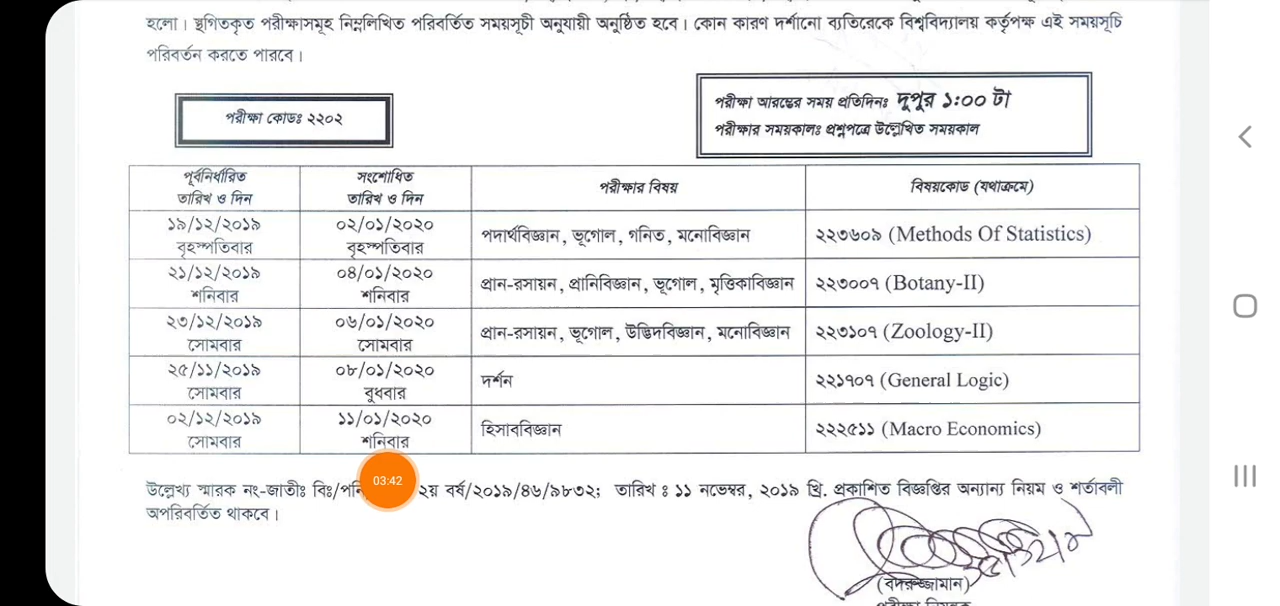 হলো। স্থগিতকৃত পরীক্ষাসমূহ নিম্নলিখিত পরিবর্তিত সময়সূচী অনুযায়ী অনুষ্ঠিত হবে। কোন কারণ দর্শানো ব্যতিরেকে বিশ্ববিদ্যালয় কর্তৃপক্ষ এই সময়সূচি
পরিবর্তন করতে পারবে।
পরীক্ষা কোডঃ ২২০২
পরীক্ষা আরম্ভের সময় প্রতিদিনঃ দুপুর ১:০০ টা
পরীক্ষার সময়কালঃ প্রশ্নপত্রে উল্লেখিত সময়কাল
পূর্বনির্ধারিত
তারিখ ও দিন
সংশোধিত
তারিখ ও দিন
পরীক্ষার বিষয়
বিষয়কোড (যথাক্রমে)
১৯/১২/২০১৯
বৃহস্পতিবার
০২/০১/২০২০
বৃহস্পতিবার
পদার্থবিজ্ঞান, ভূগোল, গনিত, মনোবিজ্ঞান
২২৩৬০৯ (Methods Of Statistics)
২১/১২/২০১৯
শনিবার
০৪/০১/২০২০
শনিবার
প্রান-রসায়ন, প্রানিবিজ্ঞান, ভূগোল, মৃত্তিকাবিজ্ঞান
২২৩০০৭ (Botany-II)
২৩/১২/২০১৯
সোমবার
০৬/০১/২০২০
সোমবার
প্রান-রসায়ন, ভূগোল, উদ্ভিদবিজ্ঞান, মনোবিজ্ঞান
২২৩১০৭ (Zoology-II)
২৫/১১/২০১৯
সোমবার
০৮/০১/২০২০
বুধবার
দর্শন
২২১৭০৭ (General Logic)
০২/১২/২০১৯
সোমবার
১১/০১/২০২০
শনিবার
হিসাববিজ্ঞান
২২২৫১১ (Macro Economics)
03:42
উল্লেখ্য স্মারক নং-জাতীঃ বিঃ/পনি ২য় বর্ষ/২০১৯/৪৬/৯৮৩২; তারিখ : ১১ নভেম্বর, ২০১৯ খ্রি. প্রকাশিত বিজ্ঞপ্তির অন্যান্য নিয়ম ও শর্তাবলী
অপরিবর্তিত থাকবে।
(বদরুজ্জামান)